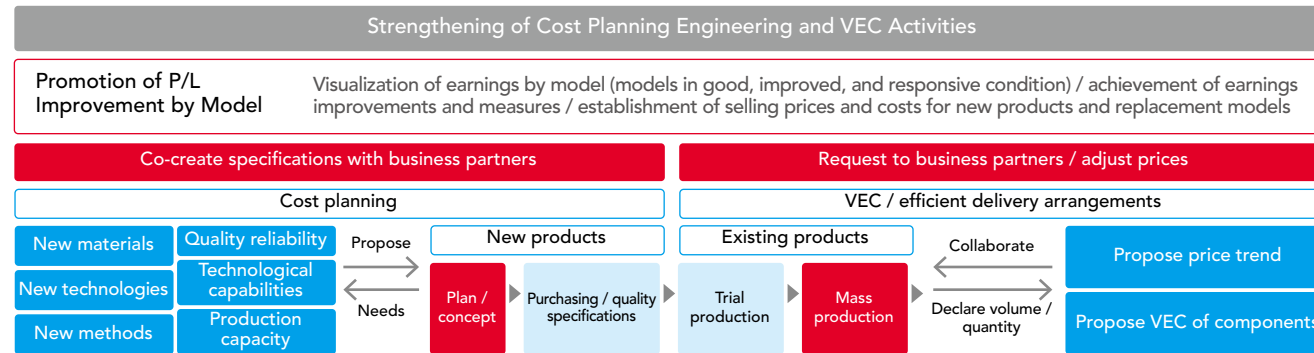 Strengthening of Cost Planning Engineering and VEC Activities
Promotion of P/L
Improvement by Model
Visualization of earnings by model (models in good, improved, and responsive condition) / achievement of earnings
improvements and measures / establishment of selling prices and costs for new products and replacement models
Co-create specifications with business partners
Request to business partners / adjust prices
Cost planning
VEC / efficient delivery arrangements
New materials
New technologies
New methods
Quality reliability
Technological
capabilities
Production
capacity
Propose
Needs
New products
Plan /
concept
Purchasing / quality
specifications
Existing products
Trial
production
Mass
production
Collaborate
Declare volume /
quantity
Propose price trend
Propose VEC of components